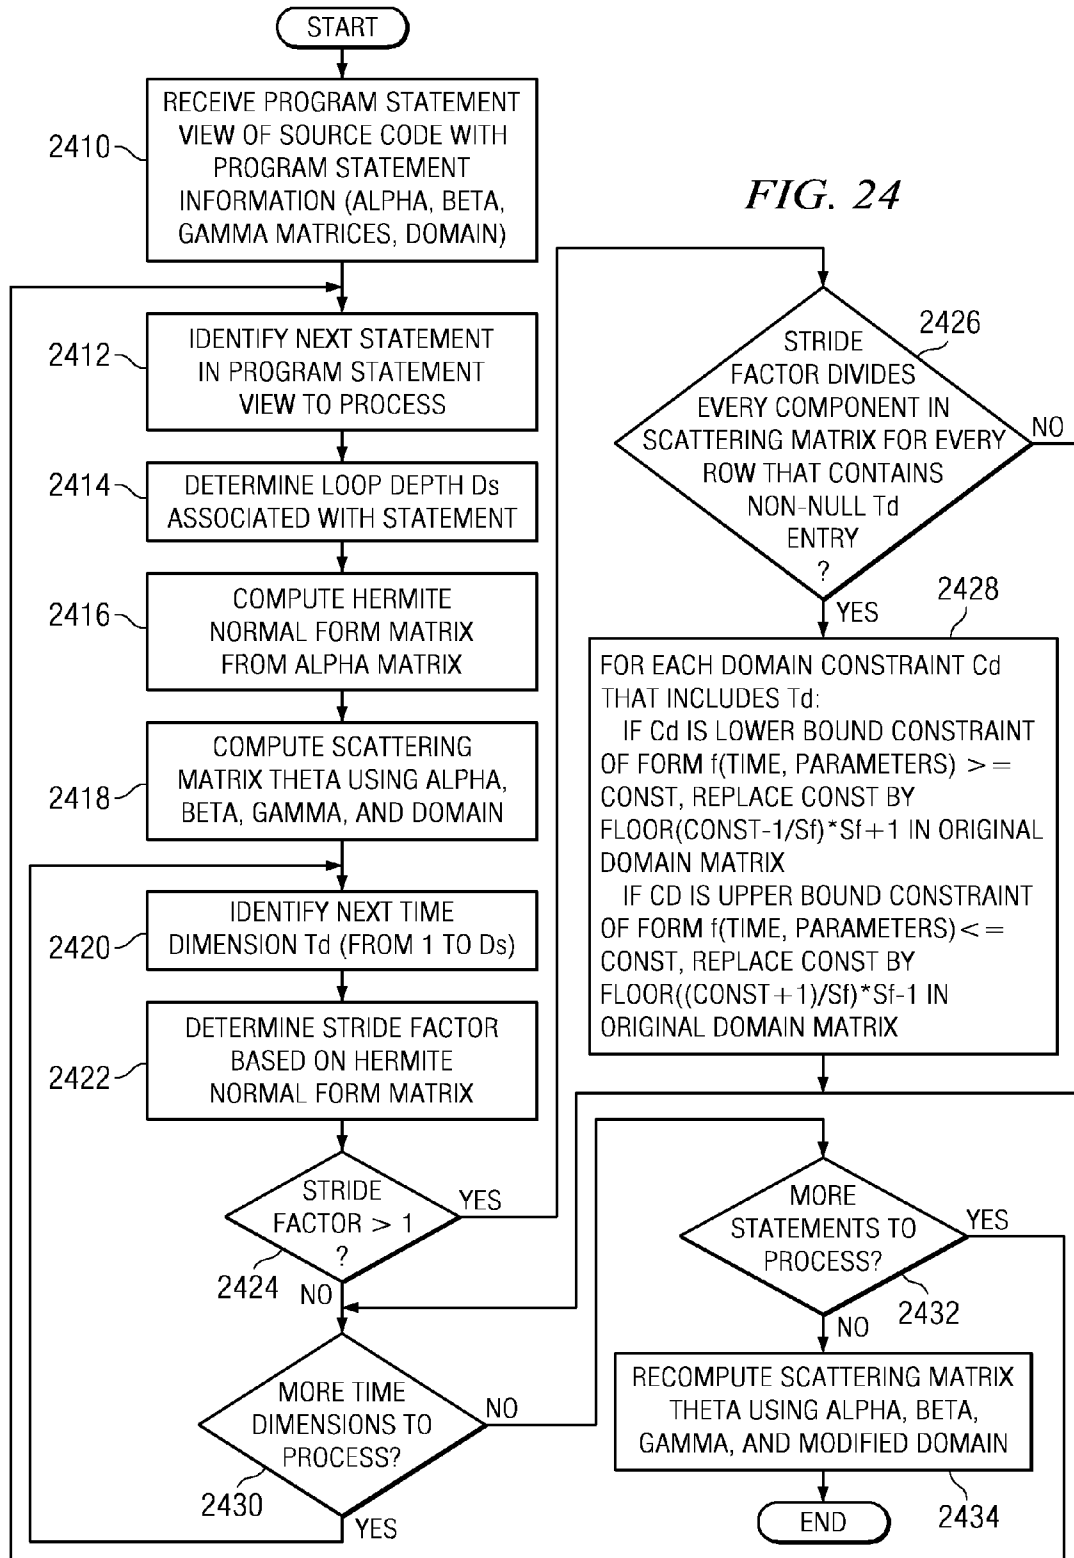 START
RECEIVE PROGRAM STATEMENT
VIEW OF SOURCE CODE WITH
PROGRAM STATEMENT
INFORMATION (ALPHA, BETA,
GAMMA MATRICES, DOMAIN)
2410
FIG. 24
IDENTIFY NEXT STATEMENT
IN PROGRAM STATEMENT
VIEW TO PROCESS
2412
DETERMINE LOOP DEPTH Ds
ASSOCIATED WITH STATEMENT
2414
COMPUTE HERMITE
NORMAL FORM MATRIX
FROM ALPHA MATRIX
2416
COMPUTE SCATTERING
MATRIX THETA USING ALPHA,
BETA, GAMMA, AND DOMAIN
2418
IDENTIFY NEXT TIME
DIMENSION Td (FROM 1 TO Ds)
2420
DETERMINE STRIDE FACTOR
BASED ON HERMITE
NORMAL FORM MATRIX
2422
STRIDE
FACTOR > 1
?
YES
2424
NO
STRIDE
FACTOR DIVIDES
EVERY COMPONENT IN
SCATTERING MATRIX FOR EVERY
ROW THAT CONTAINS
NON-NULL Td
ENTRY
?
2426
NO
YES
2428
FOR EACH DOMAIN CONSTRAINT Cd
THAT INCLUDES Td:
IF Cd IS LOWER BOUND CONSTRAINT
OF FORM f(TIME, PARAMETERS) >=
CONST, REPLACE CONST BY
FLOOR(CONST-1/Sf)*Sf+1 IN ORIGINAL
DOMAIN MATRIX
IF CD IS UPPER BOUND CONSTRAINT
OF FORM f(TIME, PARAMETERS)<=
CONST, REPLACE CONST BY
FLOOR((CONST+1)/Sf)*Sf-1 IN
ORIGINAL DOMAIN MATRIX
MORE TIME
DIMENSIONS TO
PROCESS?
NO
2430
YES
MORE
STATEMENTS TO
PROCESS?
YES
2432
NO
RECOMPUTE SCATTERING MATRIX
THETA USING ALPHA, BETA,
GAMMA, AND MODIFIED DOMAIN
2434
END